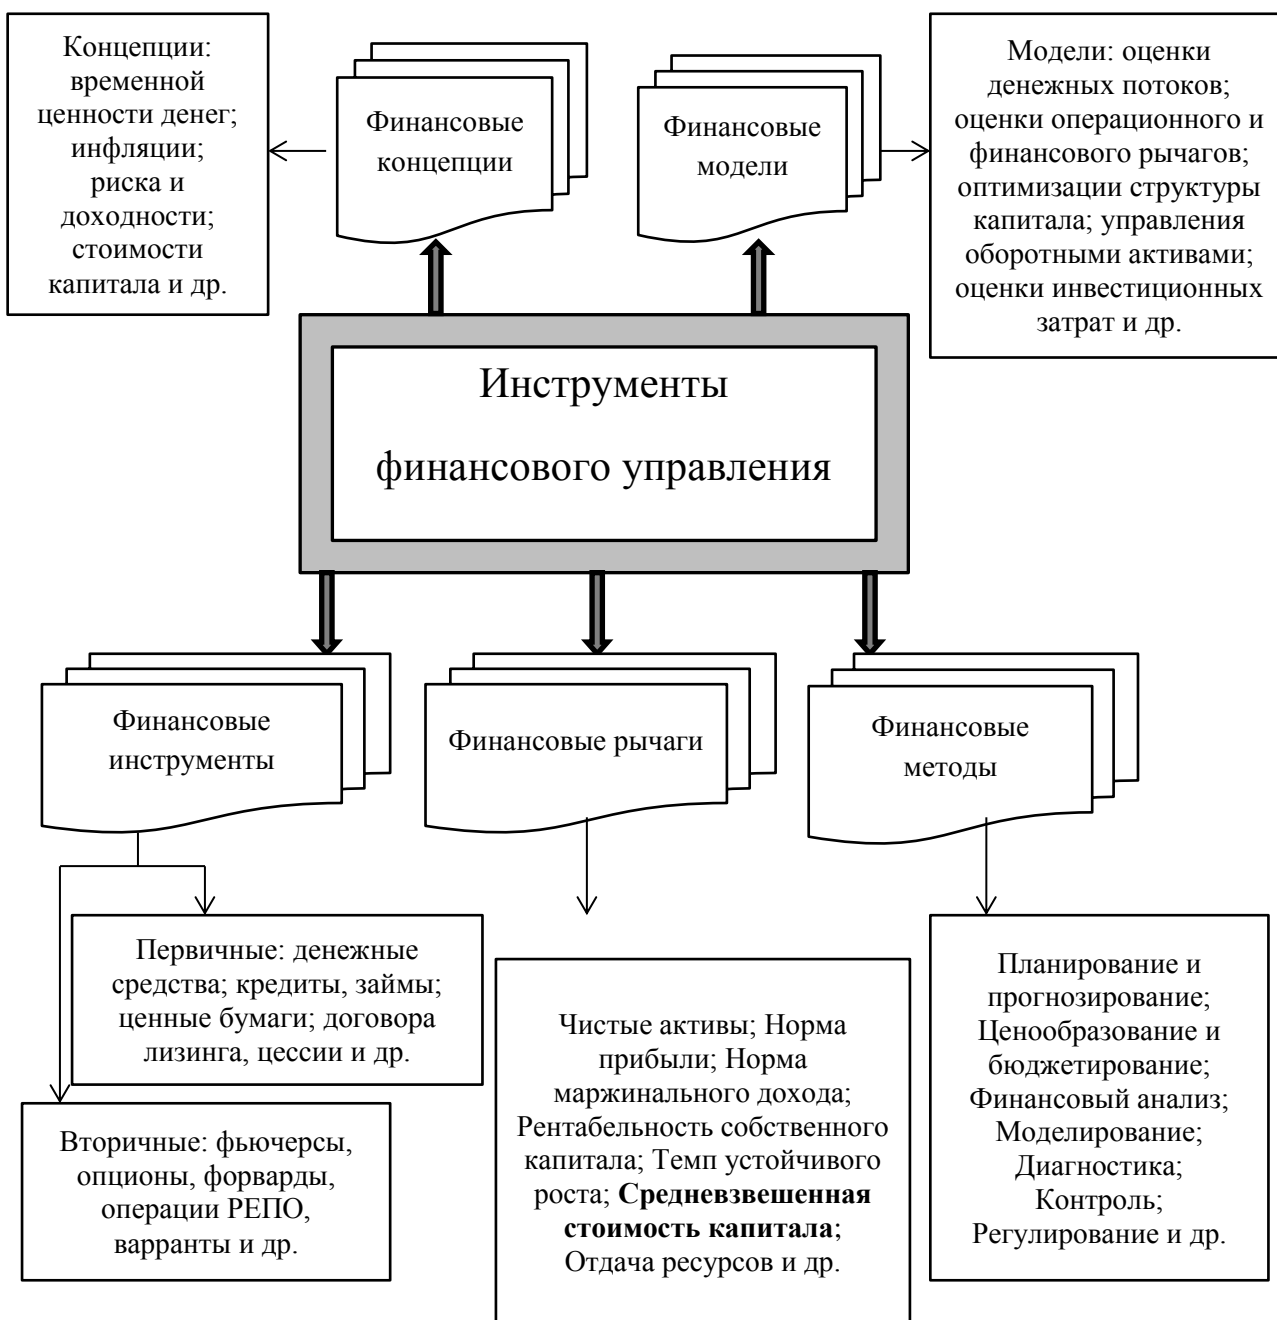 Концепции:
временной
ценности денег;
инфляции;
риска и
доходности;
стоимости
капитала и др.
Финансовые
концепции
Финансовые
модели
Модели: оценки
денежных потоков;
оценки операционного и
финансового рычагов;
оптимизации структуры
капитала; управления
оборотными активами;
оценки инвестиционных
затрат и др.
Инструменты
финансового управления
Финансовые
инструменты
Финансовые рычаги
Финансовые
методы
Первичные: денежные
средства; кредиты, займы;
ценные бумаги; договора
лизинга, цессии и др.
Вторичные: фьючерсы,
опционы, форварды,
операции РЕПО,
варранты и др.
Чистые активы; Норма
прибыли; Норма
маржинального дохода;
Рентабельность собственного
капитала; Темп устойчивого
роста; Средневзвешенная
стоимость капитала;
Отдача ресурсов и др.
Планирование и
прогнозирование;
Ценообразование и
бюджетирование;
Финансовый анализ;
Моделирование;
Диагностика;
Контроль;
Регулирование и др.